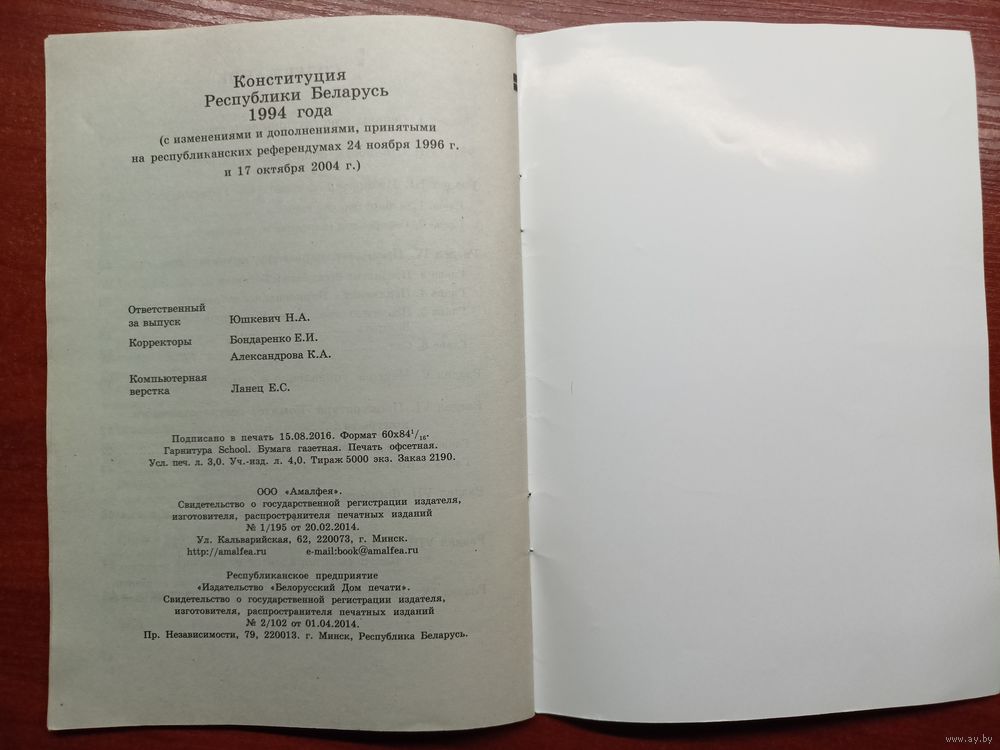 Конституция
Республики Беларусь
1994 года
(с изменениями и дополнениями, принятыми
на республиканских референдумах 24 ноября 1996 г.
и 17 октября 2004 г.)
Ответственный
за выпуск Юшкевич Н.А.
Корректоры Бондаренко Е.И.
Александрова К.А.
Компьютерная
верстка Ланец Е.С.
Подписано в печать 15.08.2016. Формат 60х84¹/₁₆.
Гарнитура School. Бумага газетная. Печать офсетная.
Усл. печ. л. 3,0. Уч.-изд. л. 4,0. Тираж 5000 экз. Заказ 2190.
ООО «Амалфея».
Свидетельство о государственной регистрации издателя,
изготовителя, распространителя печатных изданий
№ 1/195 от 20.02.2014.
Ул. Кальварийская, 62, 220073, г. Минск.
http://amalfea.ru e-mail:book@amalfea.ru
Республиканское предприятие
«Издательство «Белорусский Дом печати».
Свидетельство о государственной регистрации издателя,
изготовителя, распространителя печатных изданий
№ 2/102 от 01.04.2014.
Пр. Независимости, 79, 220013. г. Минск, Республика Беларусь.
www.ay.by